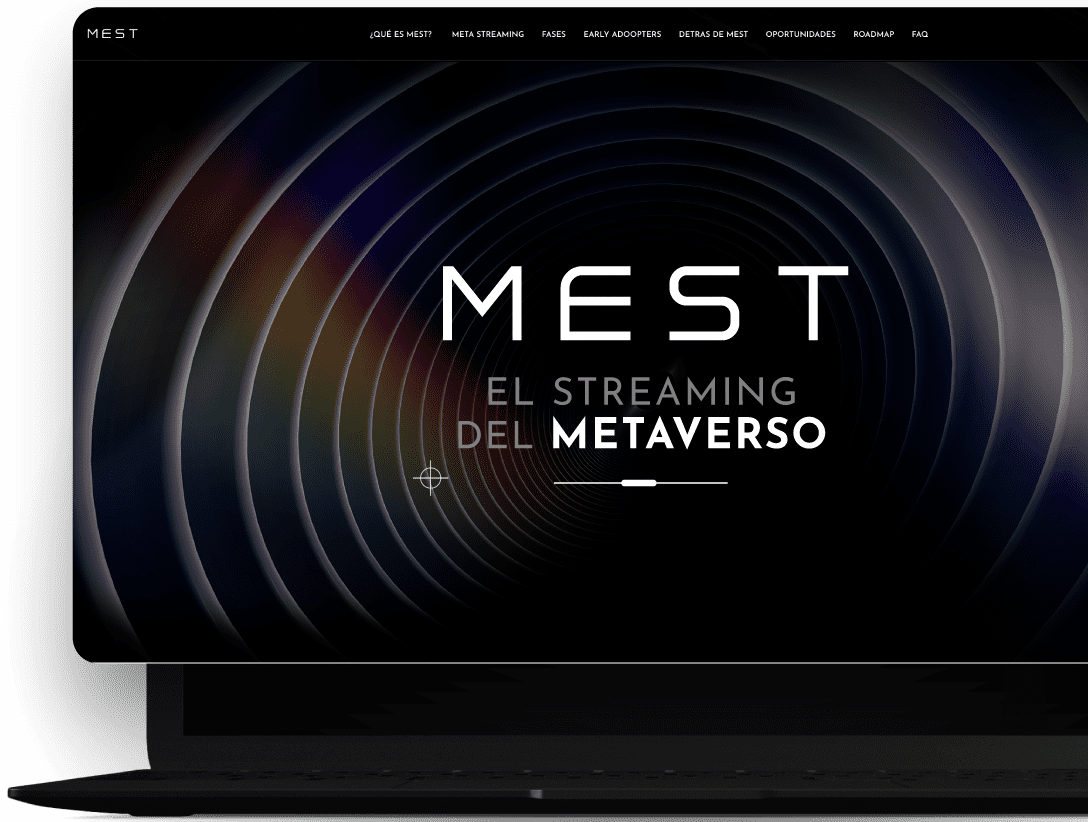 MEST
¿QUÉ ES MEST? META STREAMING FASES EARLY ADOOPTERS DETRAS DE MEST OPORTUNIDADES ROADMAP FAQ
MEST
EL STREAMING
DEL METAVERSO